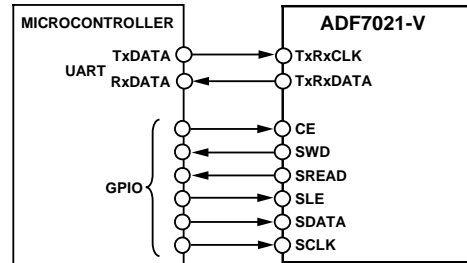 MICROCONTROLLER
ADF7021-V
TxDATA
TxRxCLK
UART
RxDATA
TxRxDATA
CE
SWD
GPIO
SREAD
SLE
SDATA
SCLK